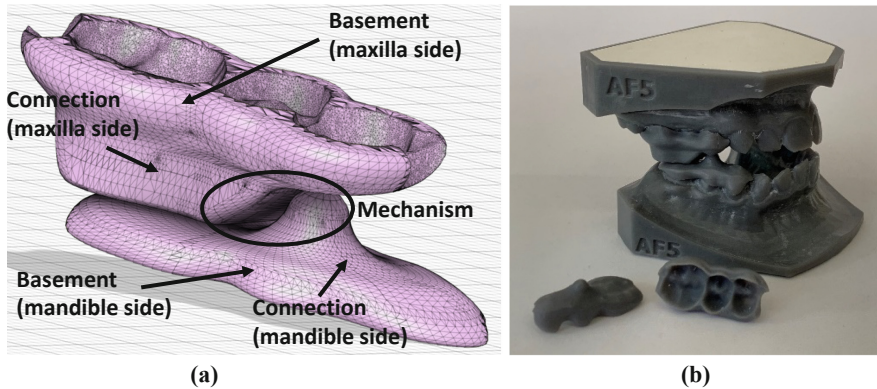 Basement
(maxilla side)
Connection
(maxilla side)
Mechanism
Basement
(mandible side)
Connection
(mandible side)
AF5
AF5
(a)
(b)